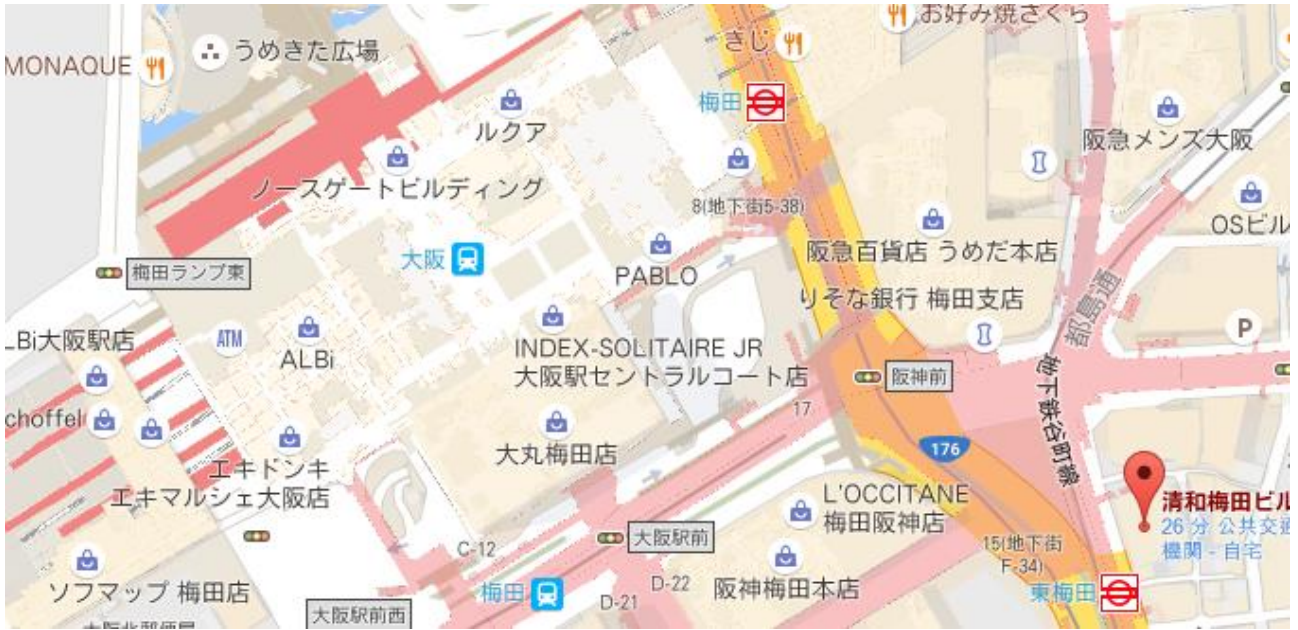 お好み焼さくら
きじ
うめきた広場
MONAQUE
梅田
ルクア
阪急メンズ大阪
ノースゲートビルディング
8(地下街5-38)
OSビル
阪急百貨店 うめだ本店
大阪
PABLO
梅田ランプ東
りそな銀行 梅田支店
都島通
ATM
ALBi
INDEX-SOLITAIRE JR
大阪駅セントラルコート店
LBi大阪駅店
P
阪神前
地下鉄谷町線
choffel
17
大丸梅田店
176
エキドンキ
エキマルシェ大阪店
L'OCCITANE
梅田阪神店
清和梅田ビル
26 分 公共交通
機関 - 自宅
大阪駅前
C-12
15(地下街
F-34)
ソフマップ 梅田店
梅田
D-22
阪神梅田本店
東梅田
D-21
大阪駅前西